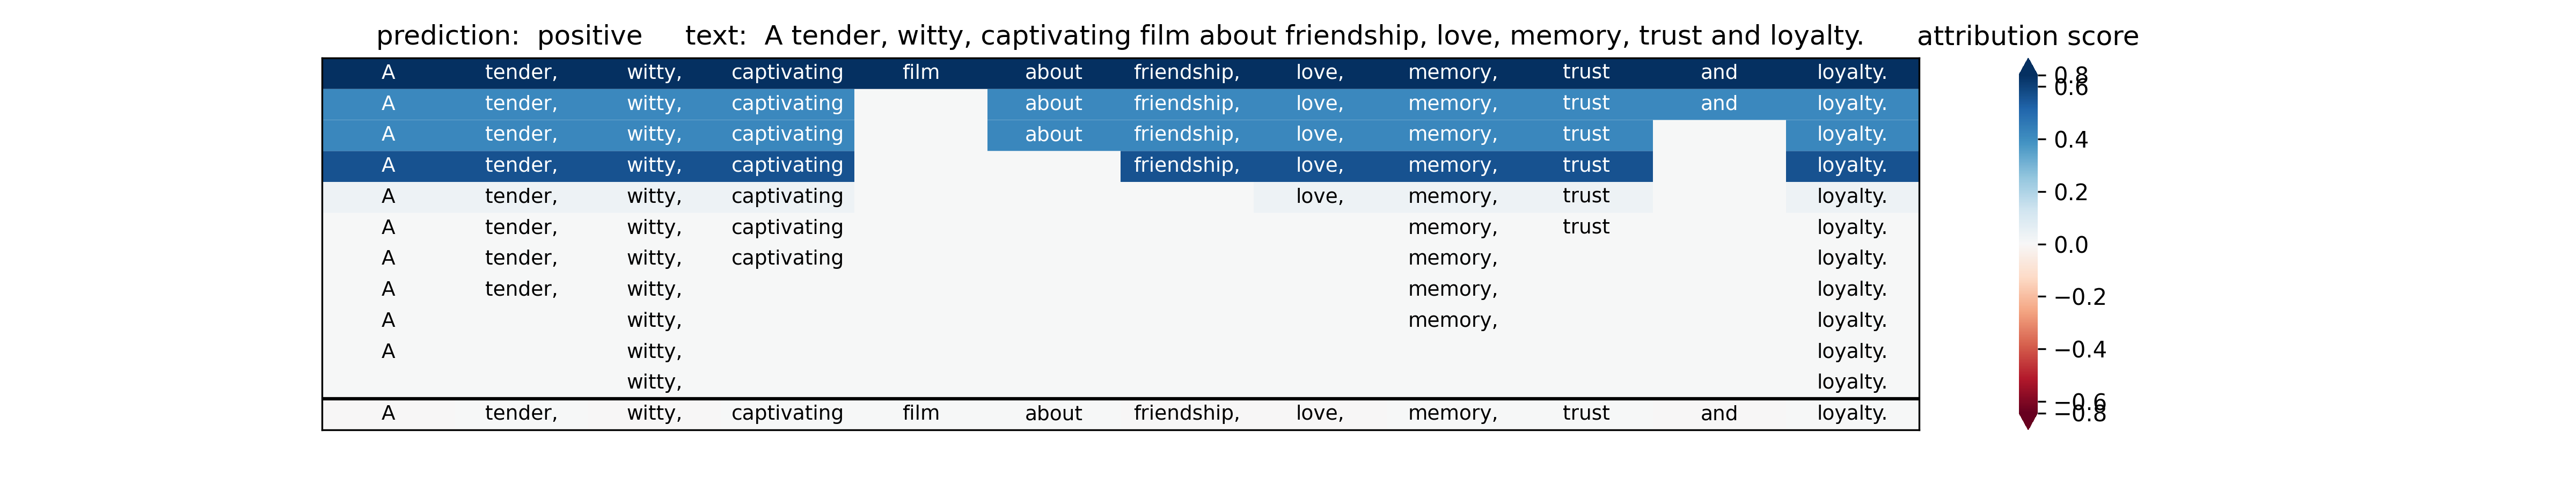 prediction: positive text: A tender, witty, captivating film about friendship, love, memory, trust and loyalty. attribution score
A tender, witty, captivating film about friendship, love, memory, trust and loyalty.
A tender, witty, captivating about friendship, love, memory, trust and loyalty.
A tender, witty, captivating about friendship, love, memory, trust loyalty.
A tender, witty, captivating friendship, love, memory, trust loyalty.
A tender, witty, captivating love, memory, trust loyalty.
A tender, witty, captivating memory, trust loyalty.
A tender, witty, captivating memory, loyalty.
A tender, witty, memory, loyalty.
A witty, memory, loyalty.
A witty, loyalty.
witty, loyalty.
A tender, witty, captivating film about friendship, love, memory, trust and loyalty.
0.8
0.6
0.4
0.2
0.0
−0.2
−0.4
−0.6
−0.8